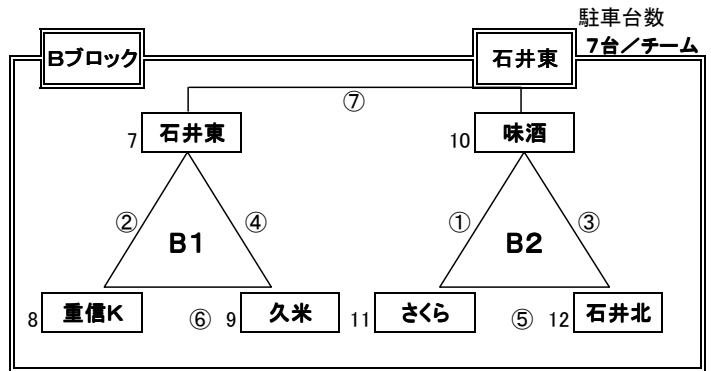 駐車台数
Bブロック
石井東
7台／チーム
⑦
7 石井東
10 味酒
② ④
① ③
B1
B2
8 重信K
⑥
9 久米
11 さくら
⑤
12 石井北